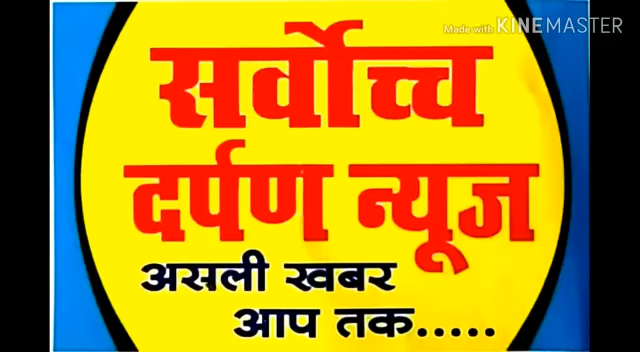 Made with KINEMASTER
सर्वोच्च
दर्पण न्यूज
असली खबर
आप तक.....